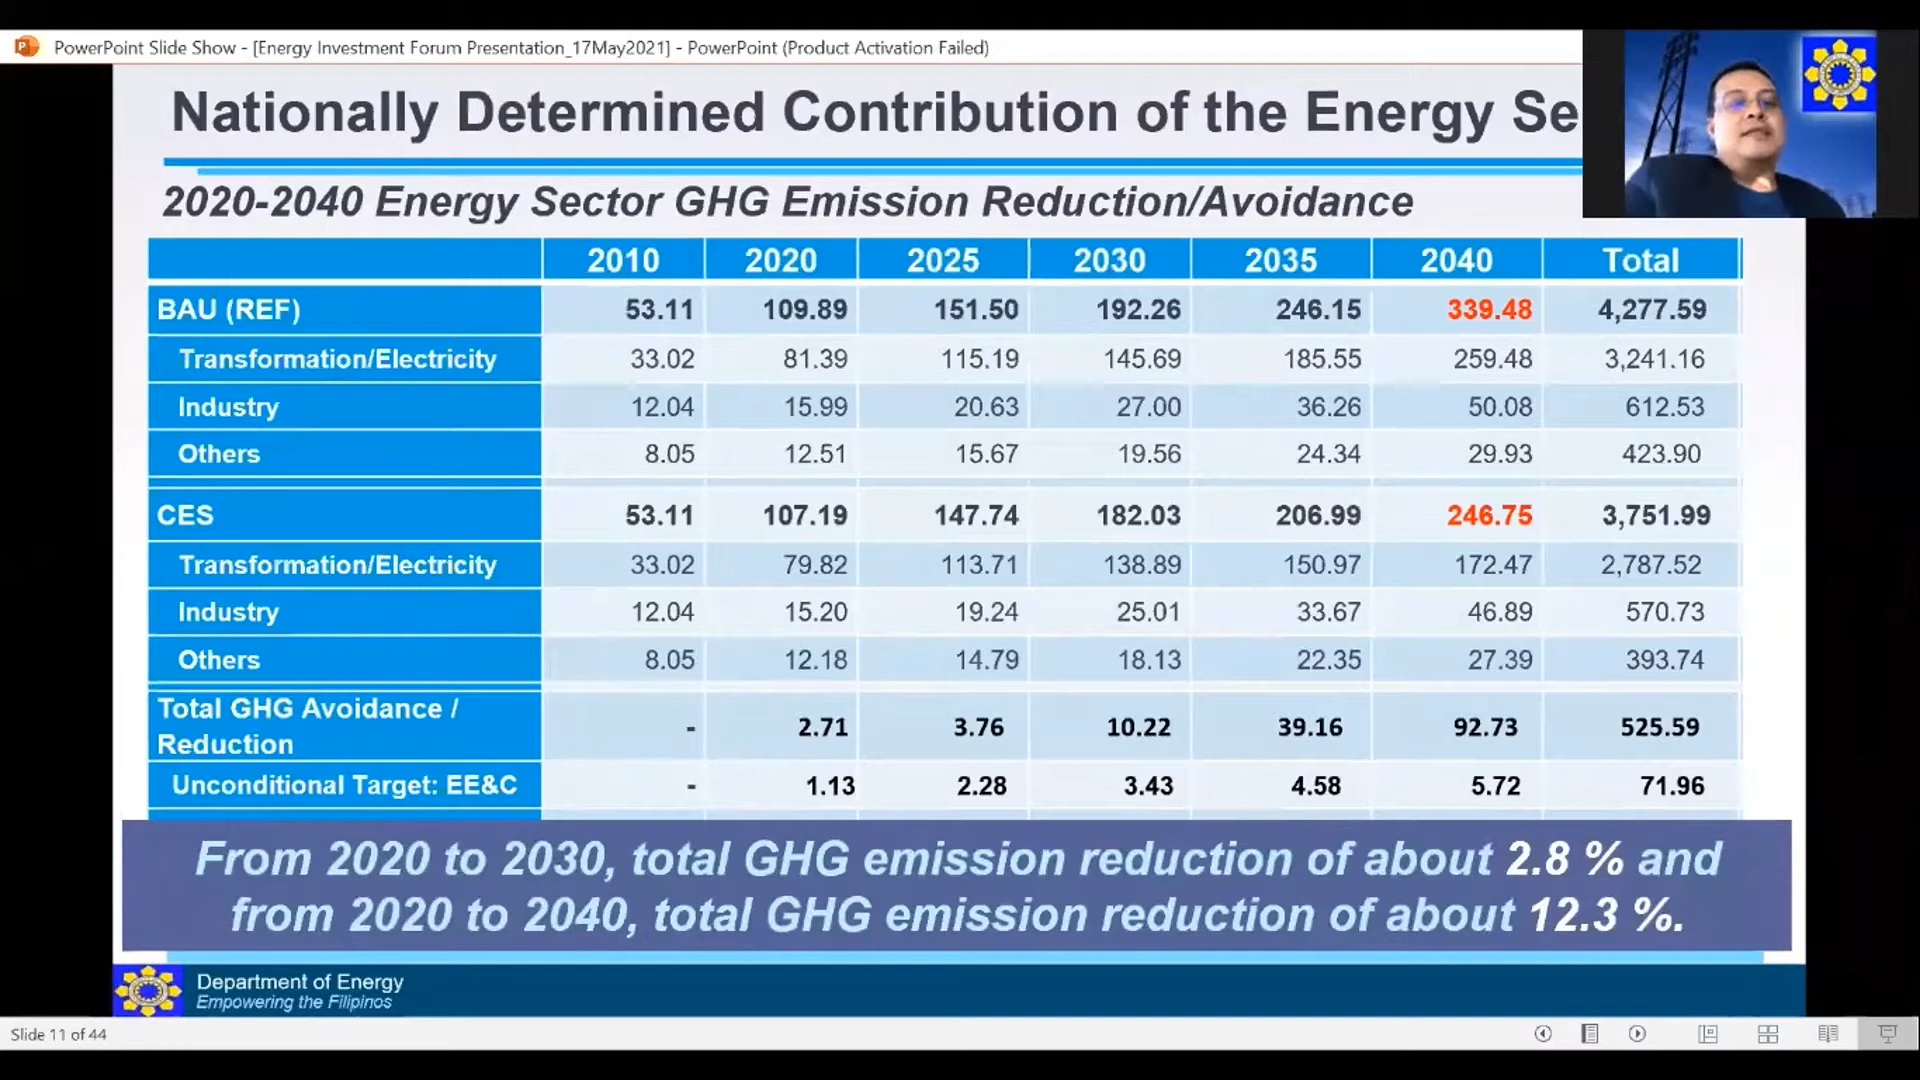 PowerPoint Slide Show - [Energy Investment Forum Presentation_17May2021] - PowerPoint (Product Activation Failed)
Nationally Determined Contribution of the Energy Se
2020-2040 Energy Sector GHG Emission Reduction/Avoidance
2010 2020 2025 2030 2035 2040 Total
BAU (REF) 53.11 109.89 151.50 192.26 246.15 339.48 4,277.59
Transformation/Electricity 33.02 81.39 115.19 145.69 185.55 259.48 3,241.16
Industry 12.04 15.99 20.63 27.00 36.26 50.08 612.53
Others 8.05 12.51 15.67 19.56 24.34 29.93 423.90
CES 53.11 107.19 147.74 182.03 206.99 246.75 3,751.99
Transformation/Electricity 33.02 79.82 113.71 138.89 150.97 172.47 2,787.52
Industry 12.04 15.20 19.24 25.01 33.67 46.89 570.73
Others 8.05 12.18 14.79 18.13 22.35 27.39 393.74
Total GHG Avoidance /
Reduction - 2.71 3.76 10.22 39.16 92.73 525.59
Unconditional Target: EE&C - 1.13 2.28 3.43 4.58 5.72 71.96
From 2020 to 2030, total GHG emission reduction of about 2.8 % and
from 2020 to 2040, total GHG emission reduction of about 12.3 %.
Department of Energy
Empowering the Filipinos
Slide 11 of 44